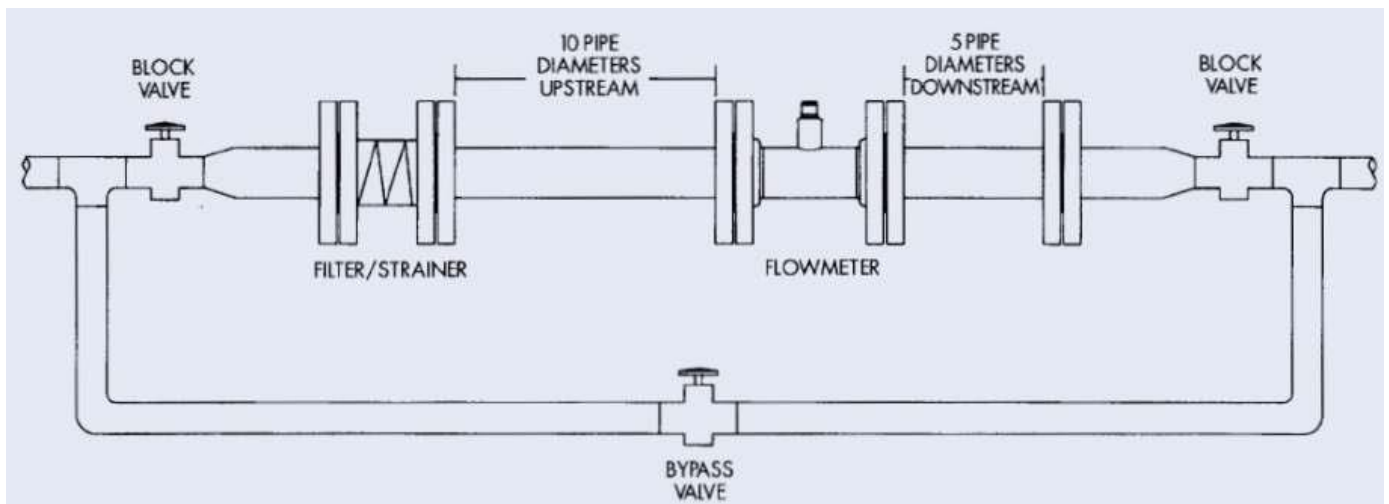 10 PIPE
DIAMETERS
UPSTREAM
5 PIPE
DIAMETERS
DOWNSTREAM
BLOCK
VALVE
BLOCK
VALVE
FILTER/STRAINER
FLOWMETER
BYPASS
VALVE